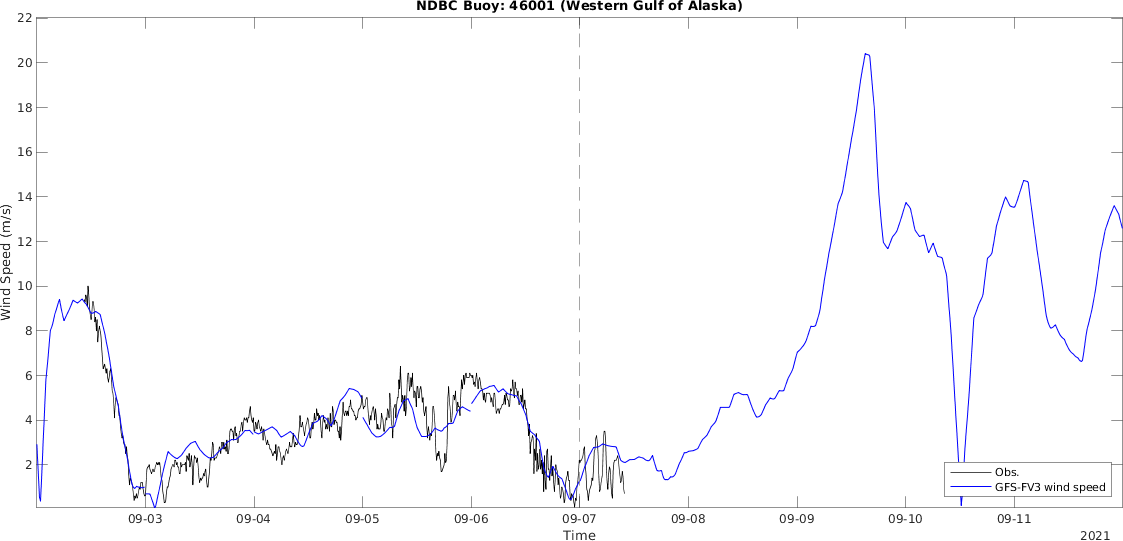 NDBC Buoy: 46001 (Western Gulf of Alaska)
22
20
18
16
14
12
10
8
6
4
2
Wind Speed (m/s)
Obs.
GFS-FV3 wind speed
09-03 09-04 09-05 09-06 09-07 09-08 09-09 09-10 09-11
Time
2021